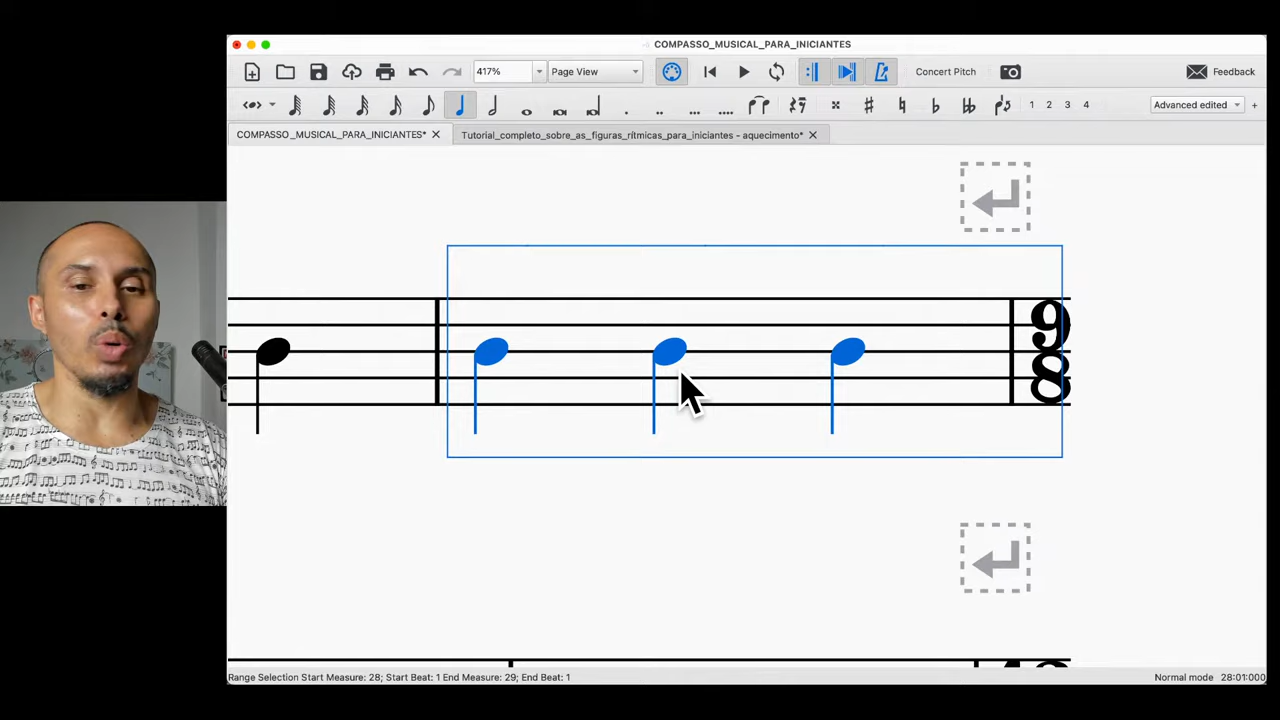 COMPASSO_MUSICAL_PARA_INICIANTES
417% Page View Concert Pitch Feedback
1 2 3 4 Advanced edited +
COMPASSO_MUSICAL_PARA_INICIANTES* Tutorial_completo_sobre_as_figuras_rítmicas_para_iniciantes - aquecimento*
9
8
Range Selection Start Measure: 28; Start Beat: 1 End Measure: 29; End Beat: 1 Normal mode 28:01:000